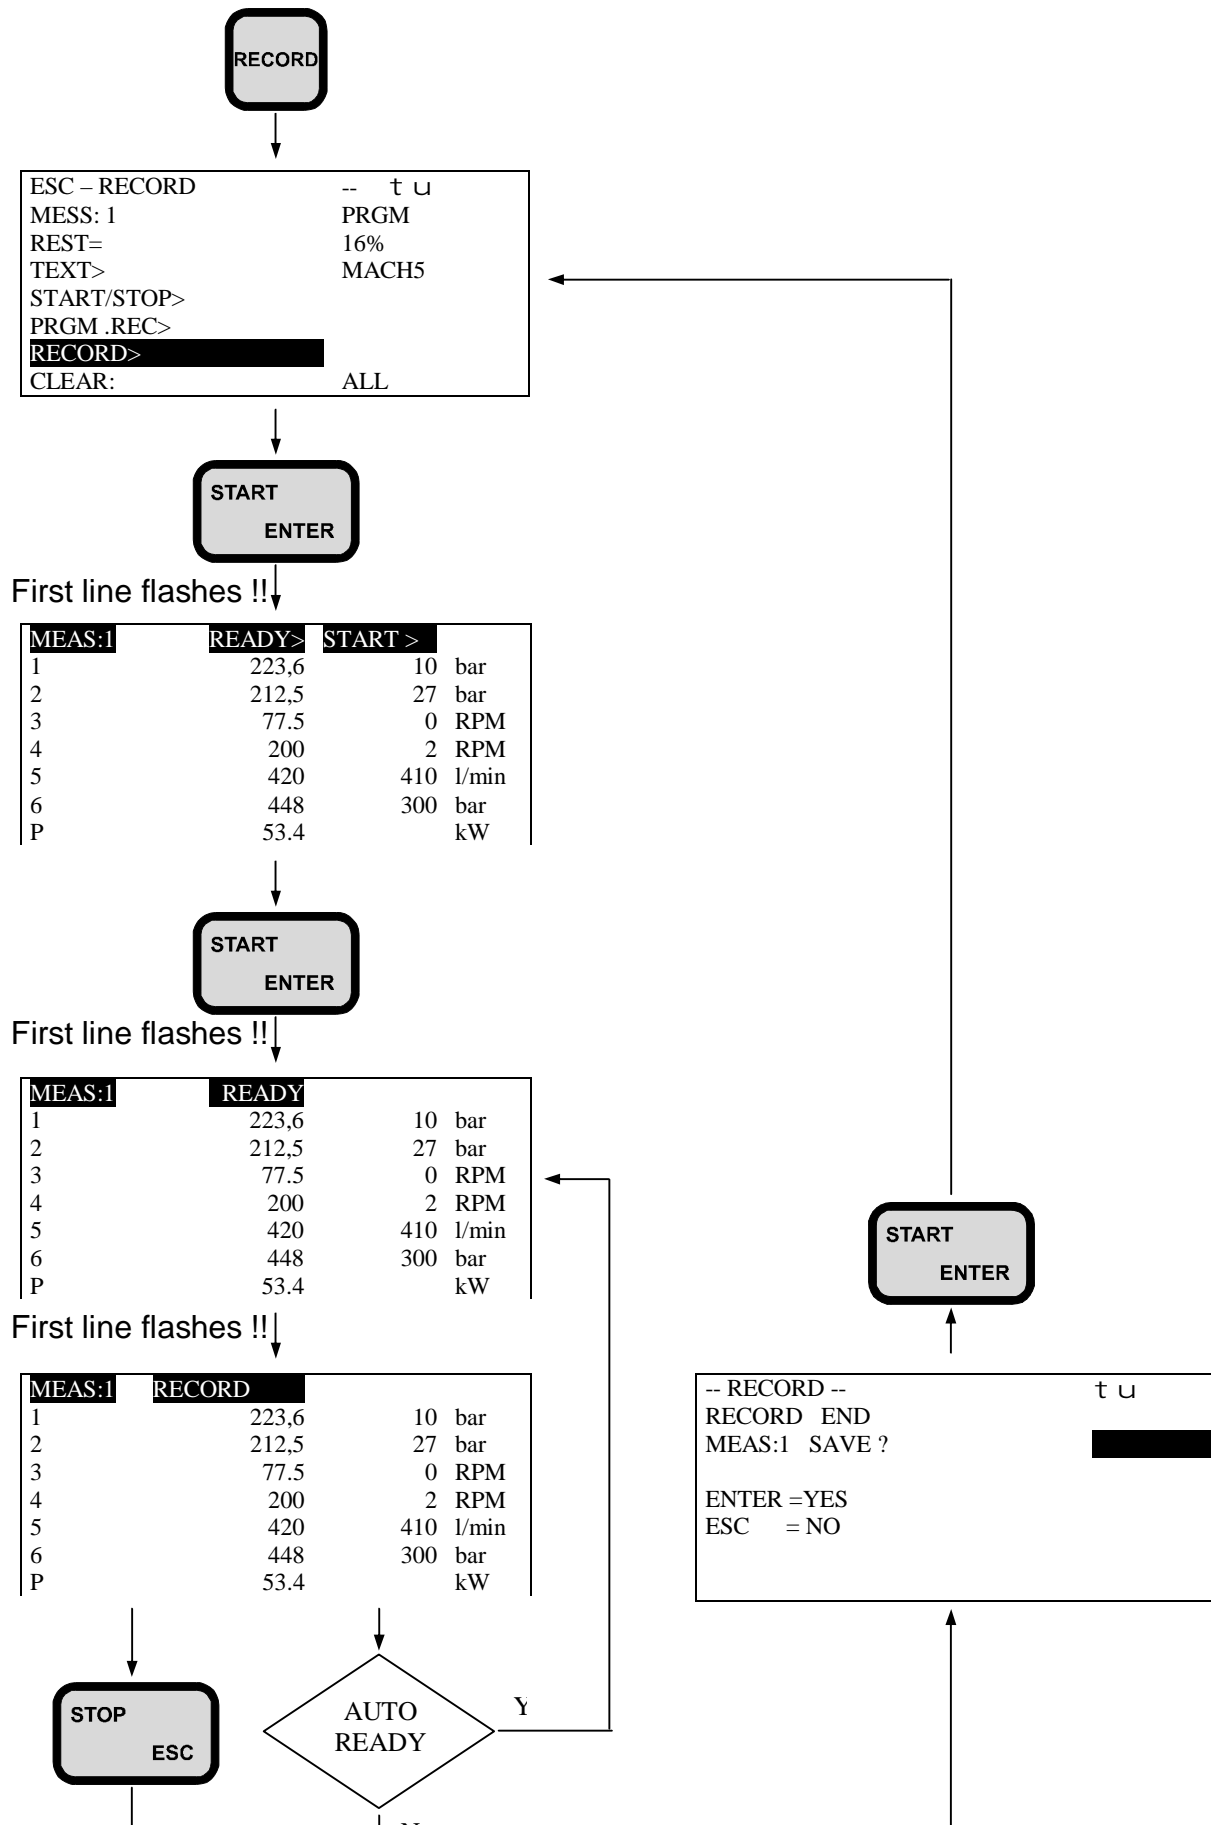 RECORD
ESC – RECORD -- t u
MESS: 1 PRGM
REST= 16%
TEXT> MACH5
START/STOP>
PRGM .REC>
RECORD>
CLEAR: ALL
START
ENTER
First line flashes !!
MEAS:1 READY> START >
1 223,6 10 bar
2 212,5 27 bar
3 77.5 0 RPM
4 200 2 RPM
5 420 410 l/min
6 448 300 bar
P 53.4 kW
START
ENTER
First line flashes !!
MEAS:1 READY
1 223,6 10 bar
2 212,5 27 bar
3 77.5 0 RPM
4 200 2 RPM
5 420 410 l/min
6 448 300 bar
P 53.4 kW
First line flashes !!
MEAS:1 RECORD
1 223,6 10 bar
2 212,5 27 bar
3 77.5 0 RPM
4 200 2 RPM
5 420 410 l/min
6 448 300 bar
P 53.4 kW
STOP
ESC
AUTO
READY
Y
START
ENTER
-- RECORD -- t u
RECORD END
MEAS:1 SAVE ?
ENTER =YES
ESC = NO